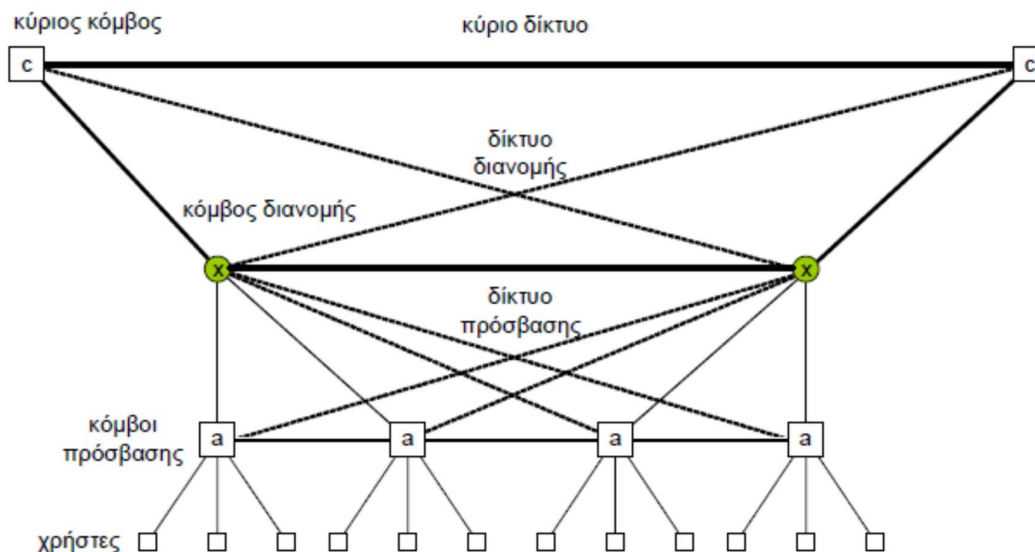 κύριος κόμβος
κύριο δίκτυο
c
c
δίκτυο
διανομής
κόμβος διανομής
x
x
δίκτυο
πρόσβασης
κόμβοι
πρόσβασης
a
a
a
a
χρήστες